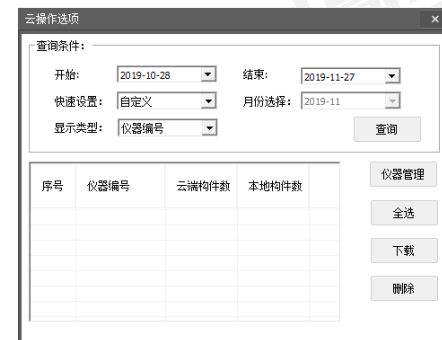 云操作选项 ×
查询条件:
开始: 2019-10-28 结束: 2019-11-27
快速设置: 自定义 月份选择: 2019-11
显示类型: 仪器编号 查询
序号 仪器编号 云端构件数 本地构件数
仪器管理
全选
下载
删除